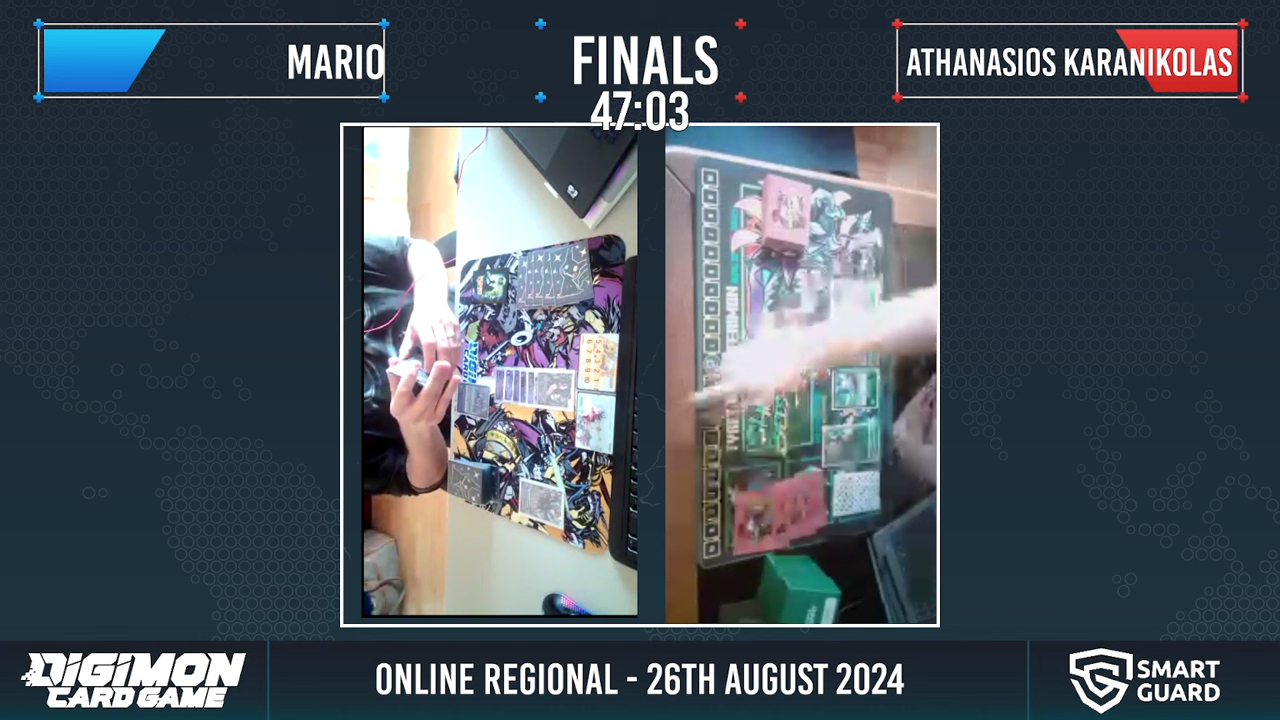 MARIO
FINALS
47:03
ATHANASIOS KARANIKOLAS
DIGIMON
CARD GAME
ONLINE REGIONAL - 26TH AUGUST 2024
SMART
GUARD